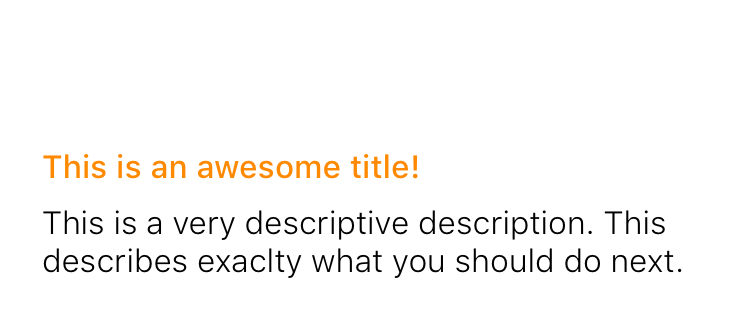 This is an awesome title!
This is a very descriptive description. This
describes exaclty what you should do next.